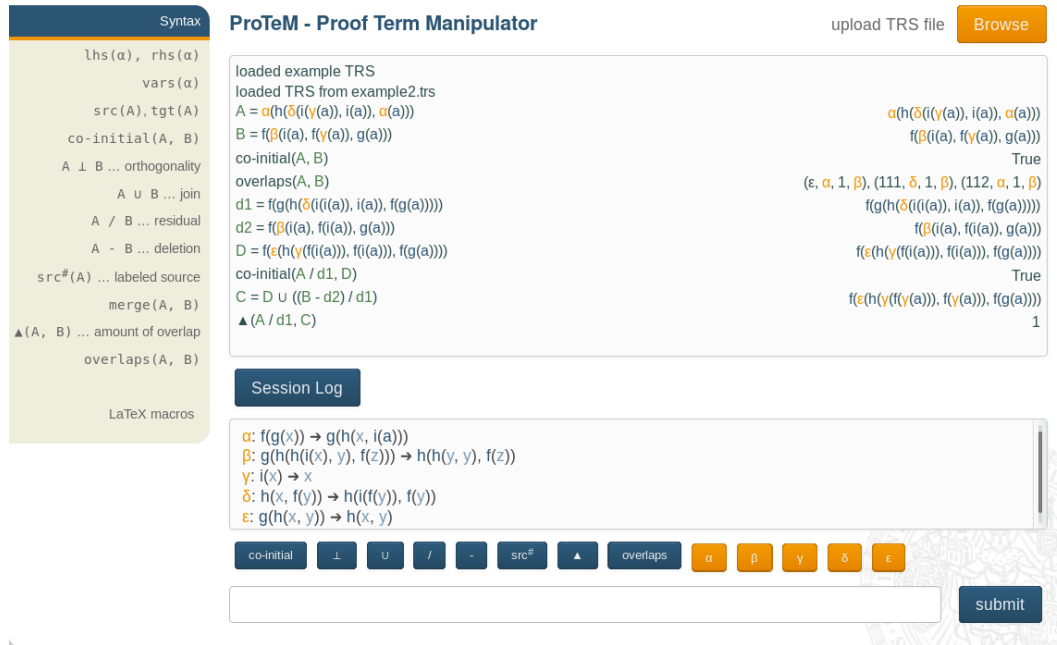 Syntax
lhs(α), rhs(α)
vars(α)
src(A), tgt(A)
co-initial(A, B)
A ⊥ B … orthogonality
A ∪ B … join
A / B … residual
A - B … deletion
src#(A) … labeled source
merge(A, B)
▲(A, B) … amount of overlap
overlaps(A, B)
LaTeX macros
ProTeM - Proof Term Manipulator
upload TRS file
Browse
loaded example TRS
loaded TRS from example2.trs
A = α(h(δ(i(γ(a)), i(a)), α(a))) α(h(δ(i(γ(a)), i(a)), α(a)))
B = f(β(i(a), f(γ(a)), g(a))) f(β(i(a), f(γ(a)), g(a)))
co-initial(A, B) True
overlaps(A, B) (ε, α, 1, β), (111, δ, 1, β), (112, α, 1, β)
d1 = f(g(h(δ(i(i(a)), i(a)), f(g(a))))) f(g(h(δ(i(i(a)), i(a)), f(g(a)))))
d2 = f(β(i(a), f(i(a)), g(a))) f(β(i(a), f(i(a)), g(a)))
D = f(ε(h(γ(f(i(a))), f(i(a))), f(g(a)))) f(ε(h(γ(f(i(a))), f(i(a))), f(g(a))))
co-initial(A / d1, D) True
C = D ∪ ((B - d2) / d1) f(ε(h(γ(f(γ(a))), f(γ(a))), f(g(a))))
▲(A / d1, C) 1
Session Log
α: f(g(x)) → g(h(x, i(a)))
β: g(h(h(i(x), y), f(z))) → h(h(y, y), f(z))
γ: i(x) → x
δ: h(x, f(y)) → h(i(f(y)), f(y))
ε: g(h(x, y)) → h(x, y)
co-initial ⊥ ∪ / - src# ▲ overlaps α β γ δ ε
submit